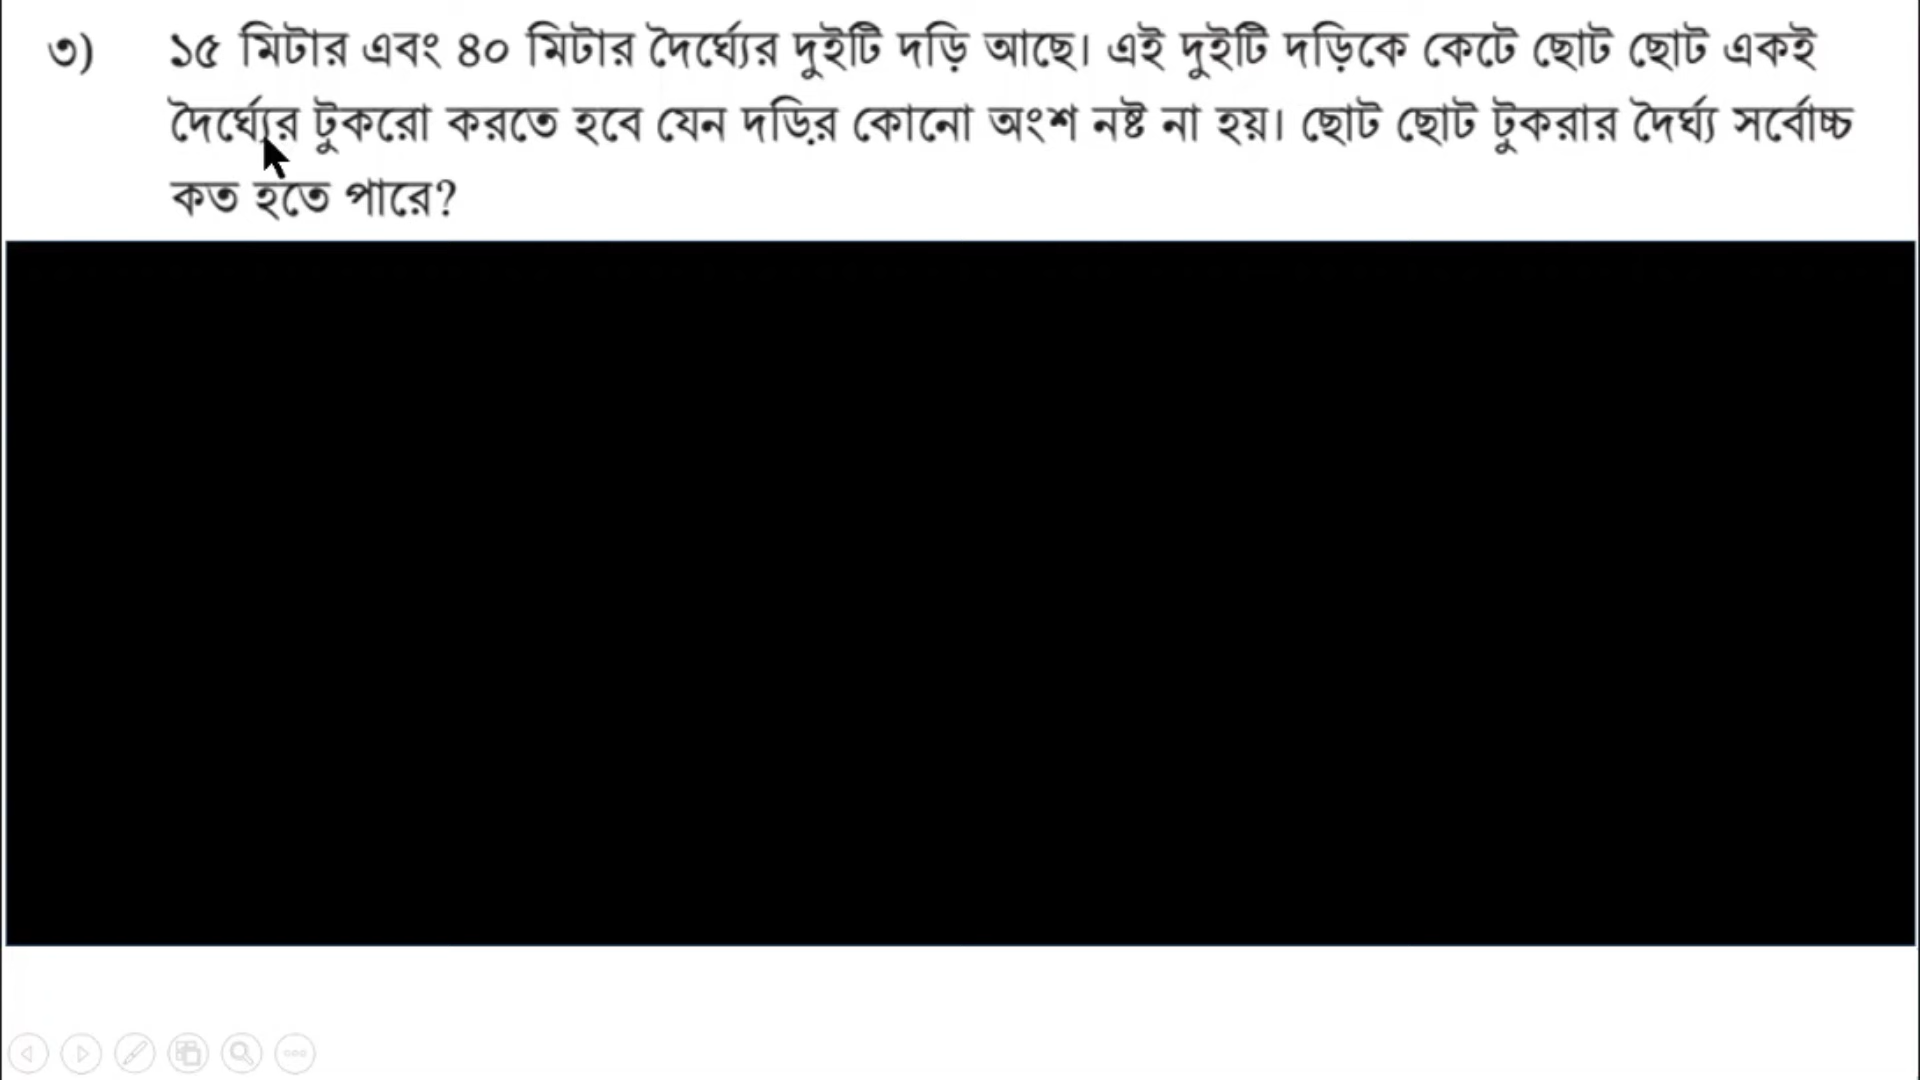 ৩) ১৫ মিটার এবং ৪০ মিটার দৈর্ঘ্যের দুইটি দড়ি আছে। এই দুইটি দড়িকে কেটে ছোট ছোট একই
দৈর্ঘ্যের টুকরো করতে হবে যেন দড়ির কোনো অংশ নষ্ট না হয়। ছোট ছোট টুকরার দৈর্ঘ্য সর্বোচ্চ
কত হতে পারে?